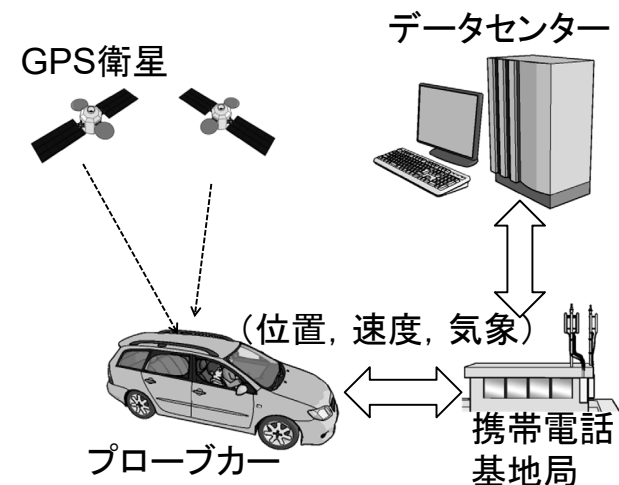 データセンター
GPS衛星
(位置，速度，気象)
プローブカー
携帯電話
基地局